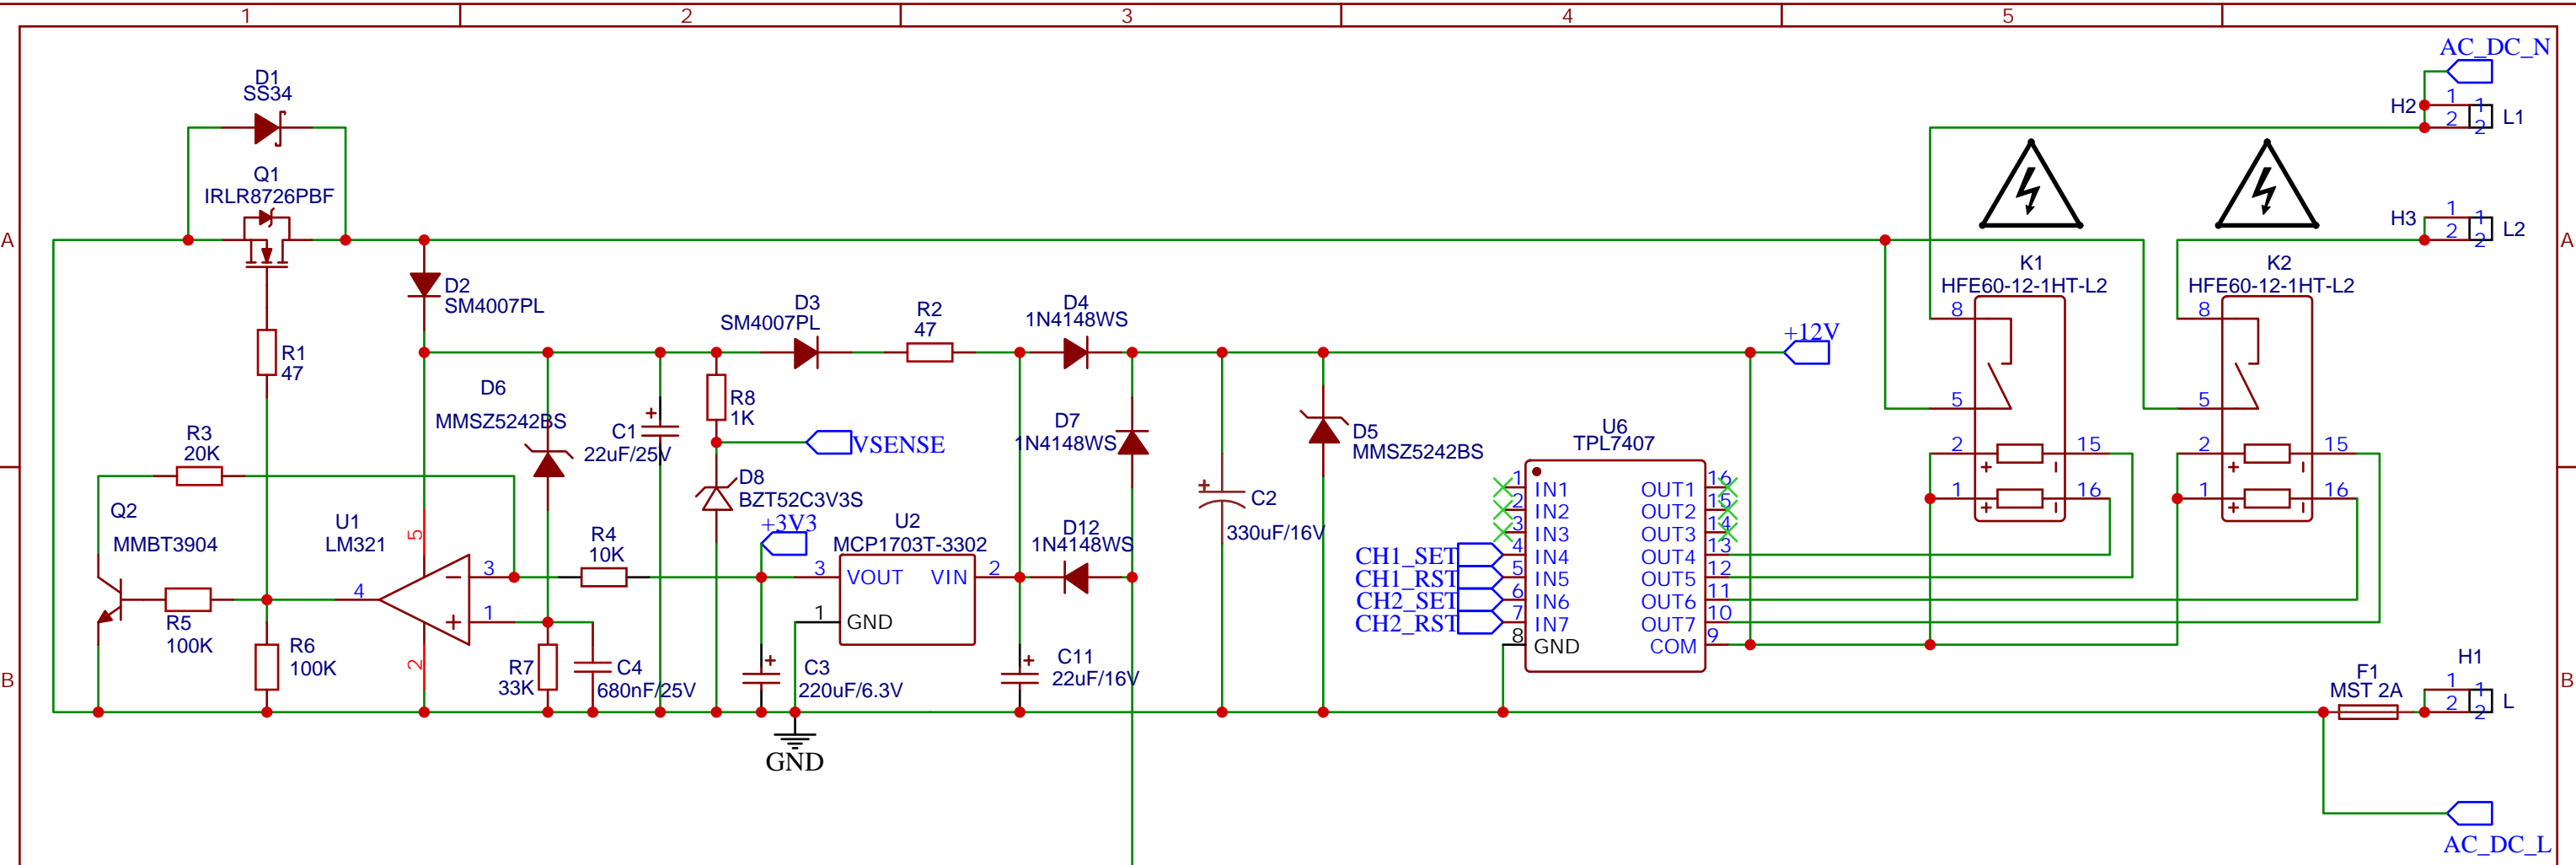 1 2 3 4 5
AC_DC_N
D1
SS34
H2
1 1
2 2
L1
Q1
IRLR8726PBF
A
A
H3
1 1
2 2
L2
K1
HFE60-12-1HT-L2
K2
HFE60-12-1HT-L2
D2
SM4007PL
D3
SM4007PL
R2
47
D4
1N4148WS
+12V
8
5
2 15
+ -
1 16
+ -
8
5
2 15
+ -
1 16
+ -
R1
47
D6
MMSZ5242BS
R8
1K
+
C1
22uF/25V
VSENSE
D7
1N4148WS
D5
MMSZ5242BS
U6
TPL7407
R3
20K
D8
BZT52C3V3S
+
C2
330uF/16V
1 IN1 OUT1 16
2 IN2 OUT2 15
3 IN3 OUT3 14
CH1_SET 4 IN4 OUT4 13
CH1_RST 5 IN5 OUT5 12
CH2_SET 6 IN6 OUT6 11
CH2_RST 7 IN7 OUT7 10
8 GND COM 9
Q2
MMBT3904
U1
LM321
5
3
-
4
1
+
2
R4
10K
+3V3
U2
MCP1703T-3302
3 VOUT VIN 2
1 GND
D12
1N4148WS
R5
100K
R6
100K
R7
33K
C4
680nF/25V
+
C3
220uF/6.3V
+
C11
22uF/16V
B
B
F1
MST 2A
H1
1 1
2 2
L
GND
AC_DC_L